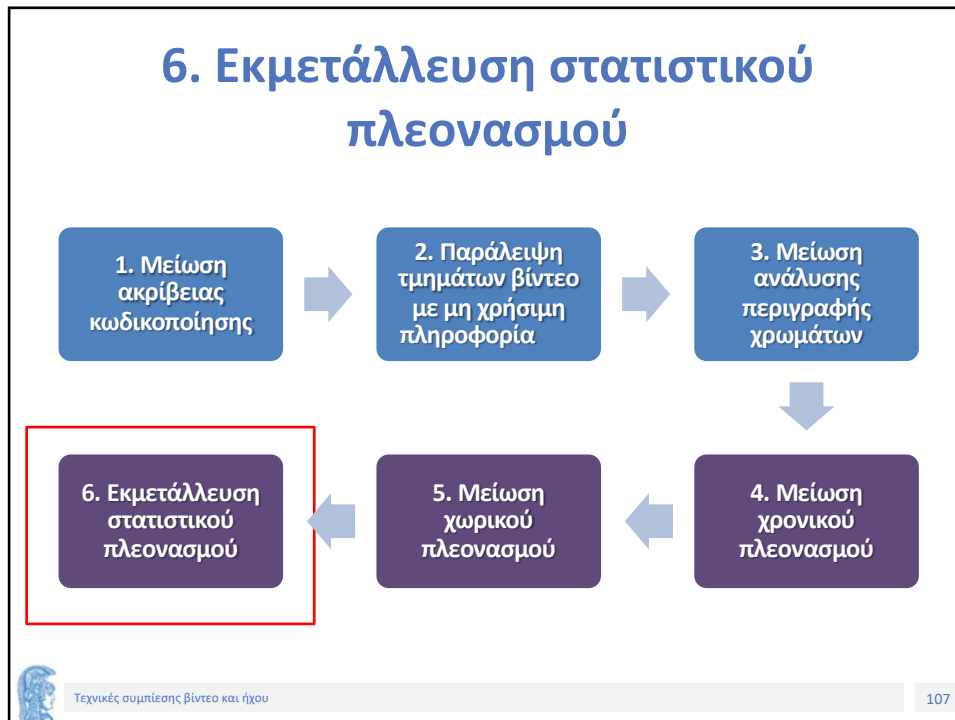 6. Εκμετάλλευση στατιστικού
πλεονασμού
1. Μείωση
ακρίβειας
κωδικοποίησης
2. Παράλειψη
τμημάτων βίντεο
με μη χρήσιμη
πληροφορία
3. Μείωση
ανάλυσης
περιγραφής
χρωμάτων
6. Εκμετάλλευση
στατιστικού
πλεονασμού
5. Μείωση
χωρικού
πλεονασμού
4. Μείωση
χρονικού
πλεονασμού
Τεχνικές συμπίεσης βίντεο και ήχου
107